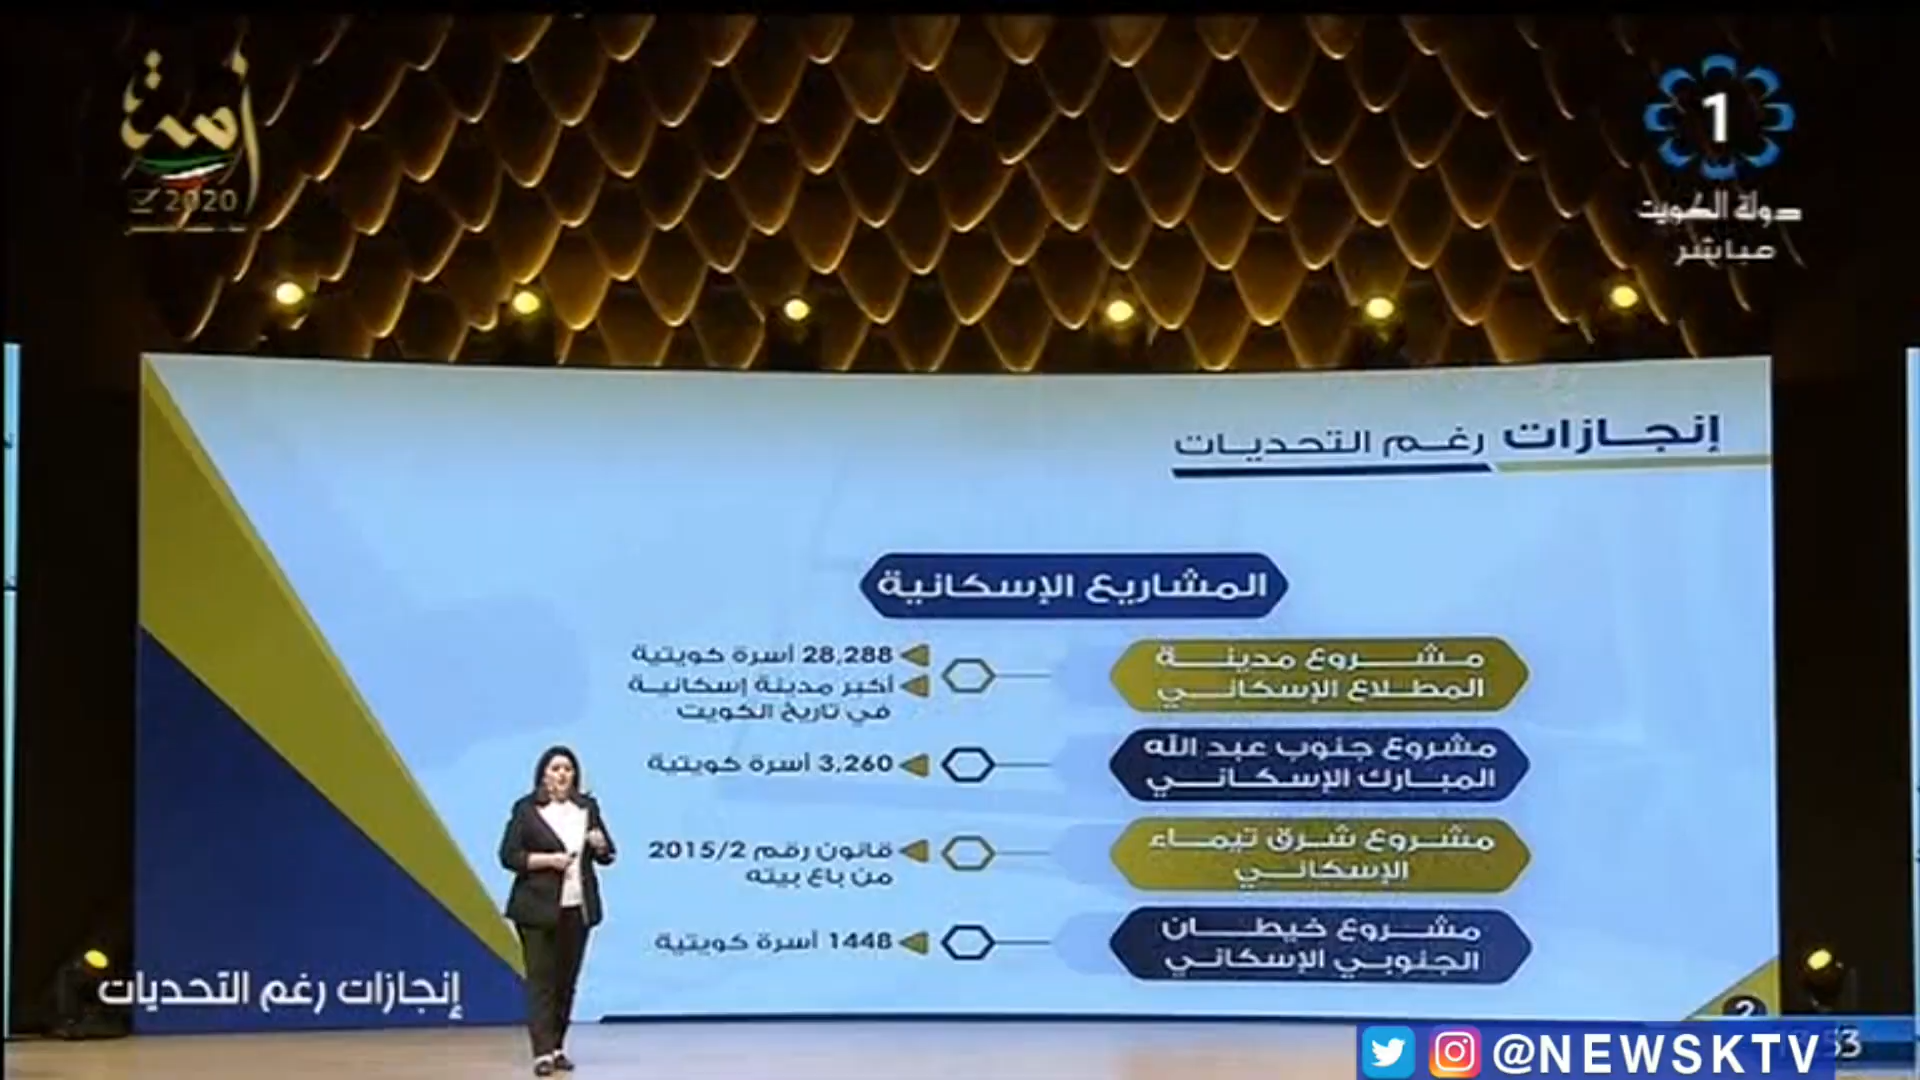 أمة
2020
1
دولة الكويت
مباشر
إنجازات رغم التحديات
المشاريع الإسكانية
مشروع مدينة
المطلاع الإسكاني
28,288 أسرة كويتية
أكبر مدينة إسكانية
في تاريخ الكويت
مشروع جنوب عبد الله
المبارك الإسكاني
3,260 أسرة كويتية
مشروع شرق تيماء
الإسكاني
قانون رقم 2015/2
من باع بيته
مشروع خيطان
الجنوبي الإسكاني
1448 أسرة كويتية
2
إنجازات رغم التحديات
@NEWSKTV
53